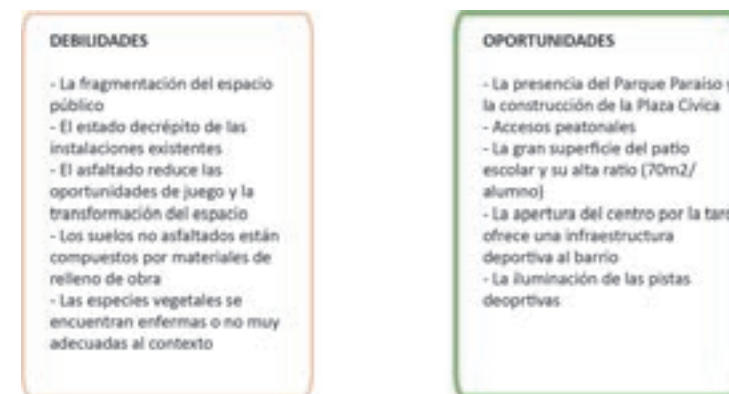 DEBILIDADES
- La fragmentación del espacio
público
- El estado decrépito de las
instalaciones existentes
- El asfaltado reduce las
oportunidades de juego y la
transformación del espacio
- Los suelos no asfaltados están
compuestos por materiales de
relleno de obra
- Las especies vegetales se
encuentran enfermas o no muy
adecuadas al contexto
OPORTUNIDADES
- La presencia del Parque Paraíso y
la construcción de la Plaza Cívica
- Accesos peatonales
- La gran superficie del patio
escolar y su alta ratio (70m2/
alumno)
- La apertura del centro por la
ofrece una infraestructura
deportiva al barrio
- La iluminación de las pistas
deoprtivas